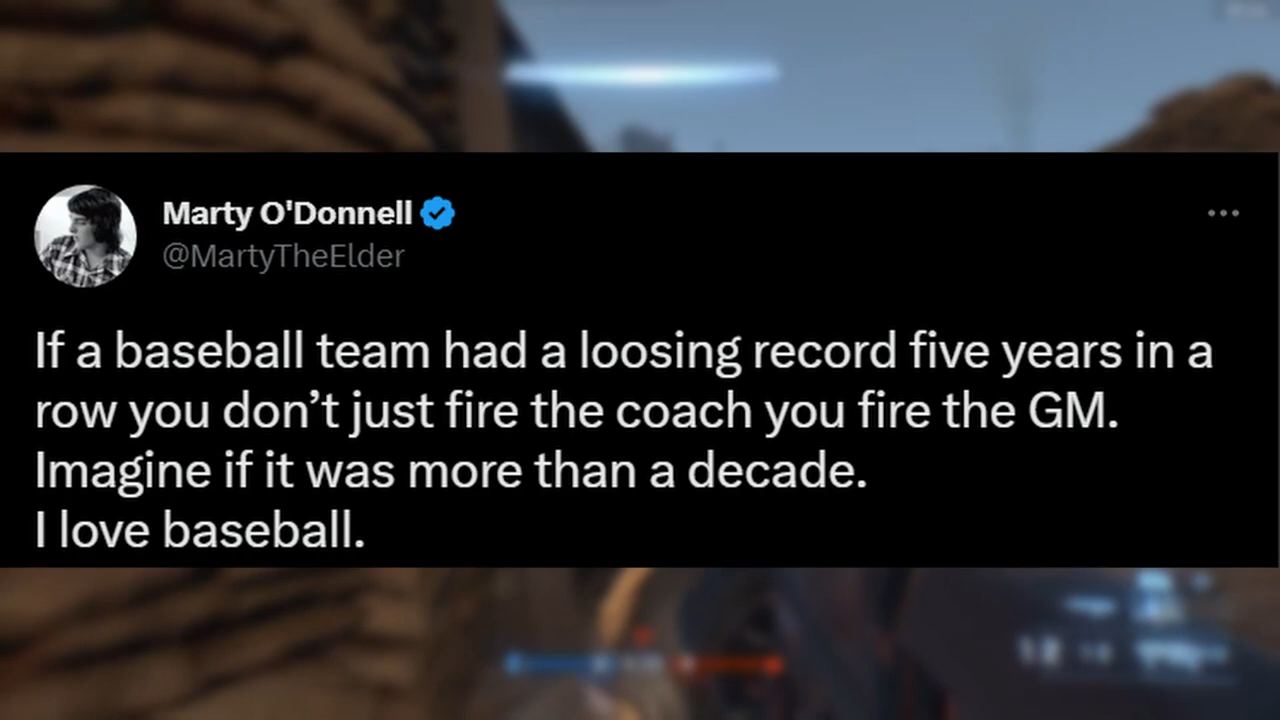 Marty O'Donnell
@MartyTheElder
If a baseball team had a loosing record five years in a
row you don’t just fire the coach you fire the GM.
Imagine if it was more than a decade.
I love baseball.